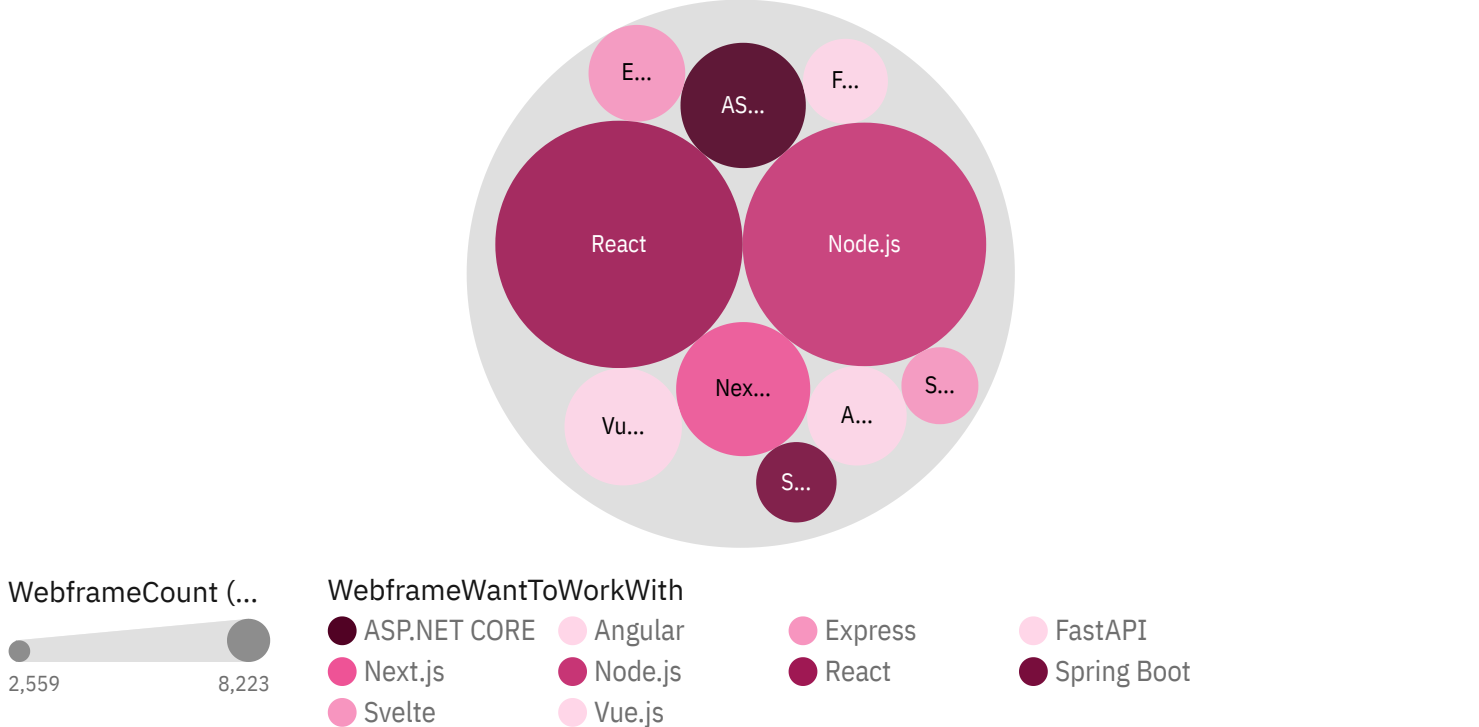 E...
AS...
F...
React
Node.js
Nex...
S...
Vu...
A...
S...
WebframeCount (...
2,559
8,223
WebframeWantToWorkWith
ASP.NET CORE
Angular
Express
FastAPI
Next.js
Node.js
React
Spring Boot
Svelte
Vue.js